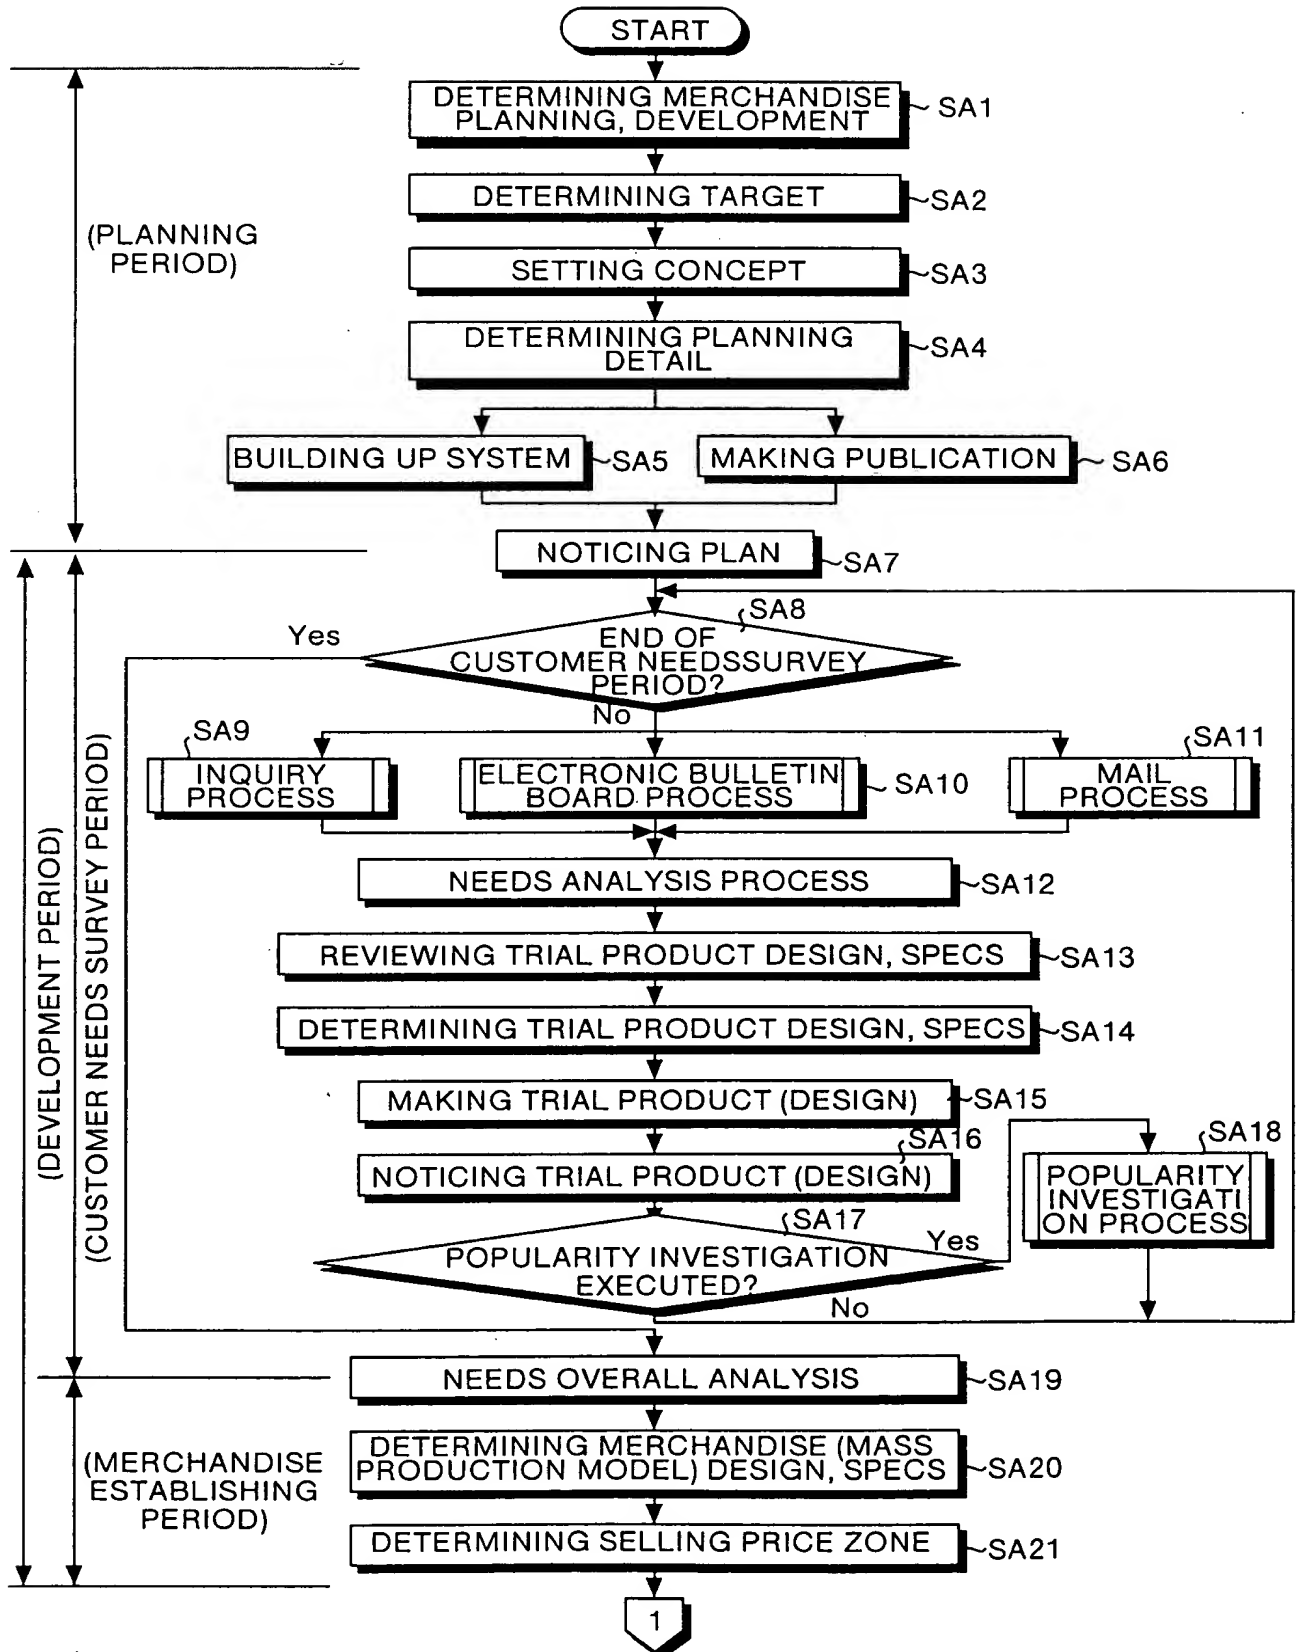 START
DETERMINING MERCHANDISE
PLANNING, DEVELOPMENT
SA1
DETERMINING TARGET
SA2
(PLANNING
PERIOD)
SETTING CONCEPT
SA3
DETERMINING PLANNING
DETAIL
SA4
BUILDING UP SYSTEM
SA5
MAKING PUBLICATION
SA6
NOTICING PLAN
SA7
SA8
Yes
END OF
CUSTOMER NEEDSSURVEY
PERIOD?
No
SA9
INQUIRY
PROCESS
ELECTRONIC BULLETIN
BOARD PROCESS
SA10
SA11
MAIL
PROCESS
(DEVELOPMENT PERIOD)
(CUSTOMER NEEDS SURVEY PERIOD)
NEEDS ANALYSIS PROCESS
SA12
REVIEWING TRIAL PRODUCT DESIGN, SPECS
SA13
DETERMINING TRIAL PRODUCT DESIGN, SPECS
SA14
MAKING TRIAL PRODUCT (DESIGN)
SA15
SA16
NOTICING TRIAL PRODUCT (DESIGN)
SA18
POPULARITY
INVESTIGATI
ON PROCESS
SA17
Yes
POPULARITY INVESTIGATION
EXECUTED?
No
NEEDS OVERALL ANALYSIS
SA19
(MERCHANDISE
ESTABLISHING
PERIOD)
DETERMINING MERCHANDISE (MASS
PRODUCTION MODEL) DESIGN, SPECS
SA20
DETERMINING SELLING PRICE ZONE
SA21
1